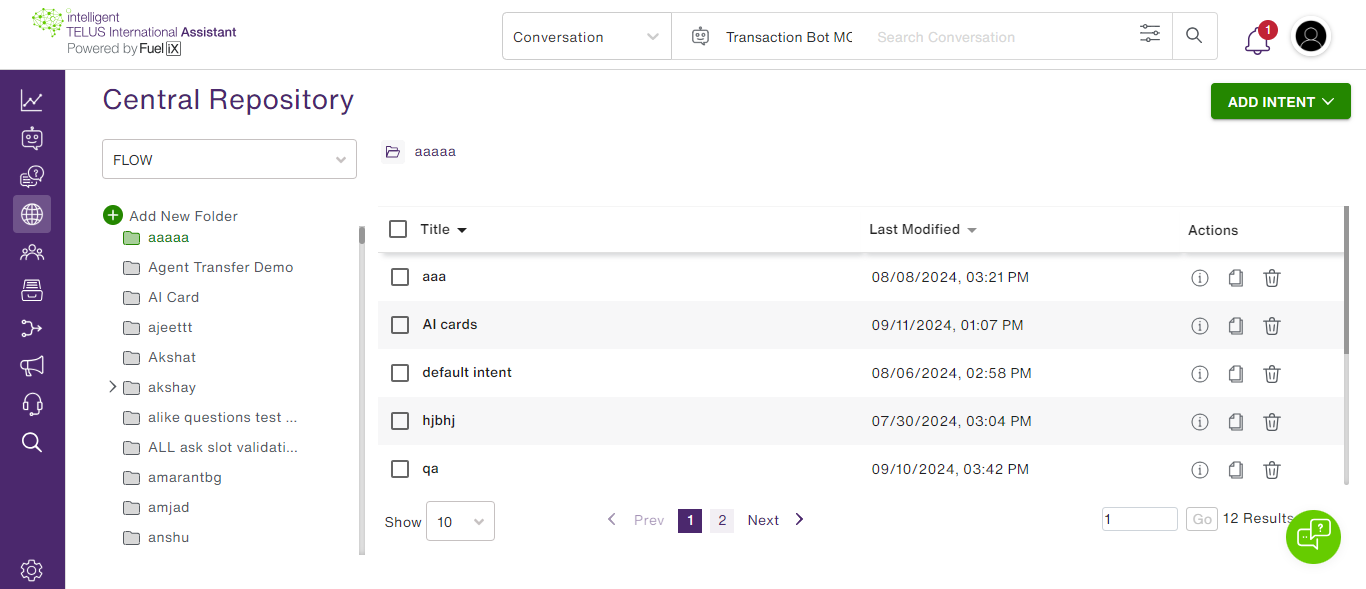 intelligent
TELUS International Assistant
Powered by Fuel iX
Conversation
Transaction Bot MC
Search Conversation
1
Central Repository
ADD INTENT
FLOW
aaaaa
Add New Folder
aaaaa
Agent Transfer Demo
AI Card
ajeettt
Akshat
akshay
alike questions test ...
ALL ask slot validati...
amarantbg
amjad
anshu
Title Last Modified Actions
aaa 08/08/2024, 03:21 PM
AI cards 09/11/2024, 01:07 PM
default intent 08/06/2024, 02:58 PM
hjbhj 07/30/2024, 03:04 PM
qa 09/10/2024, 03:42 PM
Show 10 Prev 1 2 Next 1 Go 12 Results